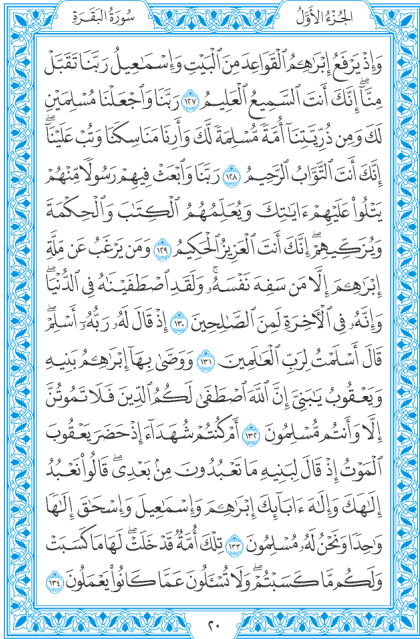 الجُزْءُ الأَوَّلُ سُورَةُ البَقَرَةِ
وَإِذْ يَرْفَعُ إِبْرَٰهِـۧمُ ٱلْقَوَاعِدَ مِنَ ٱلْبَيْتِ وَإِسْمَٰعِيلُ رَبَّنَا تَقَبَّلْ
مِنَّآ ۖ إِنَّكَ أَنتَ ٱلسَّمِيعُ ٱلْعَلِيمُ ١٢٧ رَبَّنَا وَٱجْعَلْنَا مُسْلِمَيْنِ
لَكَ وَمِن ذُرِّيَّتِنَآ أُمَّةً مُّسْلِمَةً لَّكَ وَأَرِنَا مَنَاسِكَنَا وَتُبْ عَلَيْنَآ ۖ
إِنَّكَ أَنتَ ٱلتَّوَّابُ ٱلرَّحِيمُ ١٢٨ رَبَّنَا وَٱبْعَثْ فِيهِمْ رَسُولًا مِّنْهُمْ
يَتْلُوا۟ عَلَيْهِمْ ءَايَٰتِكَ وَيُعَلِّمُهُمُ ٱلْكِتَٰبَ وَٱلْحِكْمَةَ
وَيُزَكِّيهِمْ ۚ إِنَّكَ أَنتَ ٱلْعَزِيزُ ٱلْحَكِيمُ ١٢٩ وَمَن يَرْغَبُ عَن مِّلَّةِ
إِبْرَٰهِـۧمَ إِلَّا مَن سَفِهَ نَفْسَهُۥ ۚ وَلَقَدِ ٱصْطَفَيْنَٰهُ فِى ٱلدُّنْيَا ۖ
وَإِنَّهُۥ فِى ٱلْءَاخِرَةِ لَمِنَ ٱلصَّٰلِحِينَ ١٣٠ إِذْ قَالَ لَهُۥ رَبُّهُۥٓ أَسْلِمْ ۖ
قَالَ أَسْلَمْتُ لِرَبِّ ٱلْعَٰلَمِينَ ١٣١ وَوَصَّىٰ بِهَآ إِبْرَٰهِـۧمُ بَنِيهِ
وَيَعْقُوبُ يَٰبَنِىَّ إِنَّ ٱللَّهَ ٱصْطَفَىٰ لَكُمُ ٱلدِّينَ فَلَا تَمُوتُنَّ
إِلَّا وَأَنتُم مُّسْلِمُونَ ١٣٢ أَمْ كُنتُمْ شُهَدَآءَ إِذْ حَضَرَ يَعْقُوبَ
ٱلْمَوْتُ إِذْ قَالَ لِبَنِيهِ مَا تَعْبُدُونَ مِنۢ بَعْدِى ۖ قَالُوا۟ نَعْبُدُ
إِلَٰهَكَ وَإِلَٰهَ ءَابَآئِكَ إِبْرَٰهِـۧمَ وَإِسْمَٰعِيلَ وَإِسْحَٰقَ إِلَٰهًا
وَٰحِدًا وَنَحْنُ لَهُۥ مُسْلِمُونَ ١٣٣ تِلْكَ أُمَّةٌ قَدْ خَلَتْ ۖ لَهَا مَا كَسَبَتْ
وَلَكُم مَّا كَسَبْتُمْ ۖ وَلَا تُسْـَٔلُونَ عَمَّا كَانُوا۟ يَعْمَلُونَ ١٣٤
٢٠